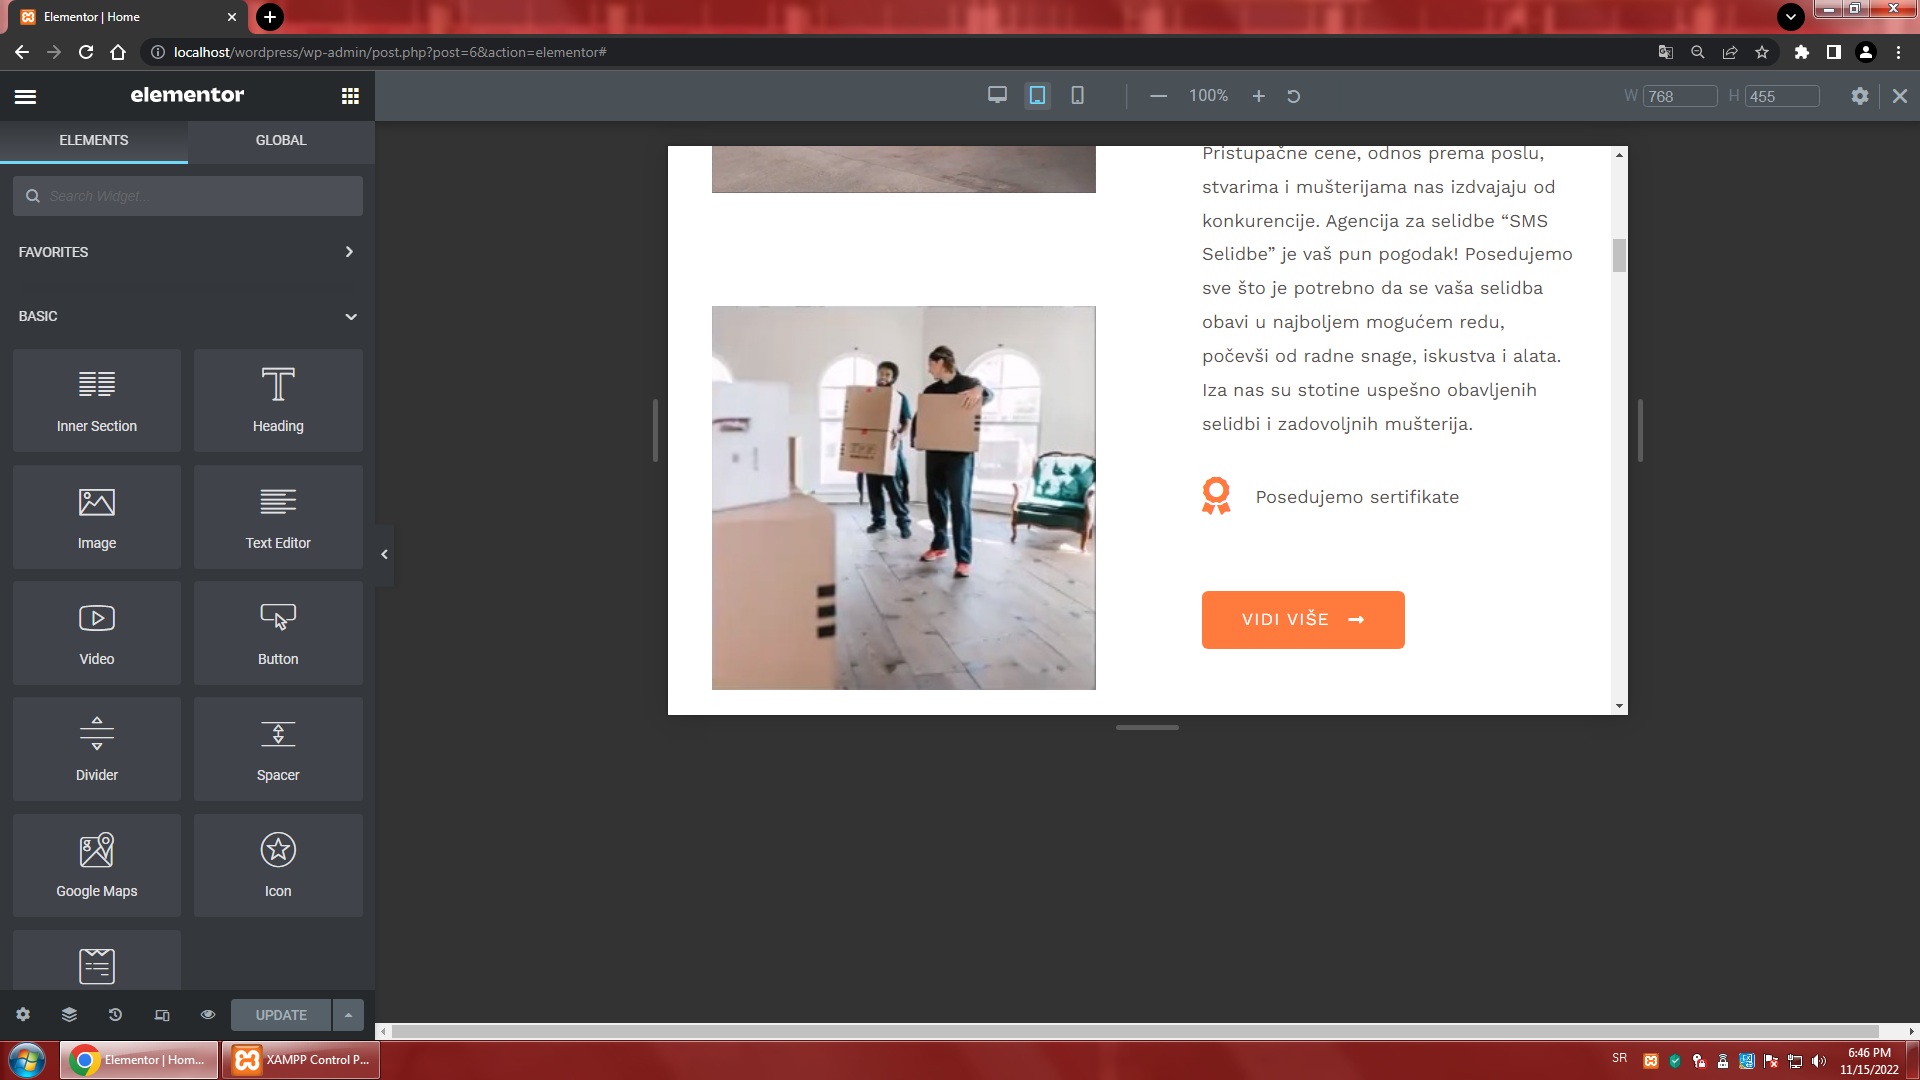 Elementor | Home
localhost/wordpress/wp-admin/post.php?post=6&action=elementor#
elementor
100%
W 768
H 455
ELEMENTS
GLOBAL
Search Widget...
FAVORITES
BASIC
Inner Section
Heading
Image
Text Editor
Video
Button
Divider
Spacer
Google Maps
Icon
UPDATE
Pristupačne cene, odnos prema poslu,
stvarima i mušterijama nas izdvajaju od
konkurencije. Agencija za selidbe “SMS
Selidbe” je vaš pun pogodak! Posedujemo
sve što je potrebno da se vaša selidba
obavi u najboljem mogućem redu,
počevši od radne snage, iskustva i alata.
Iza nas su stotine uspešno obavljenih
selidbi i zadovoljnih mušterija.
Posedujemo sertifikate
VIDI VIŠE
Elementor | Hom...
XAMPP Control P...
SR
6:46 PM
11/15/2022